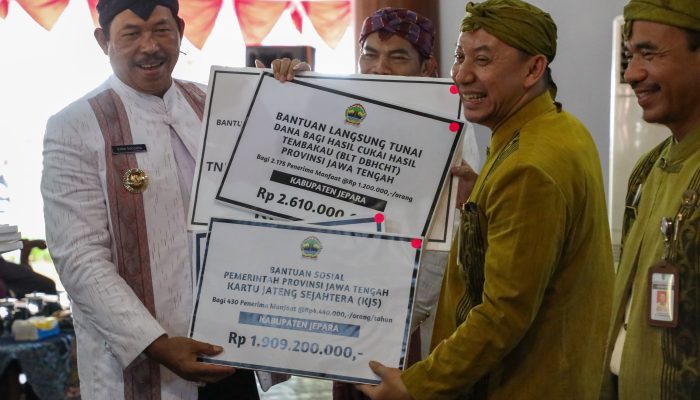 BANTU
TN
BANTUAN LANGSUNG TUNAI
DANA BAGI HASIL CUKAI HASIL
TEMBAKAU (BLT DBHCHT)
PROVINSI JAWA TENGAH
Bagi 2.175 Penerima Manfaat @Rp 1.200.000,-/orang
KABUPATEN JEPARA
Rp 2.610.000
BANTUAN SOSIAL
PEMERINTAH PROVINSI JAWA TENGAH
KARTU JATENG SEJAHTERA (KJS)
Bagi 430 Penerima Manfaat @Rp4.440.000,-/orang/tahun
KABUPATEN JEPARA
Rp 1.909.200.000,-